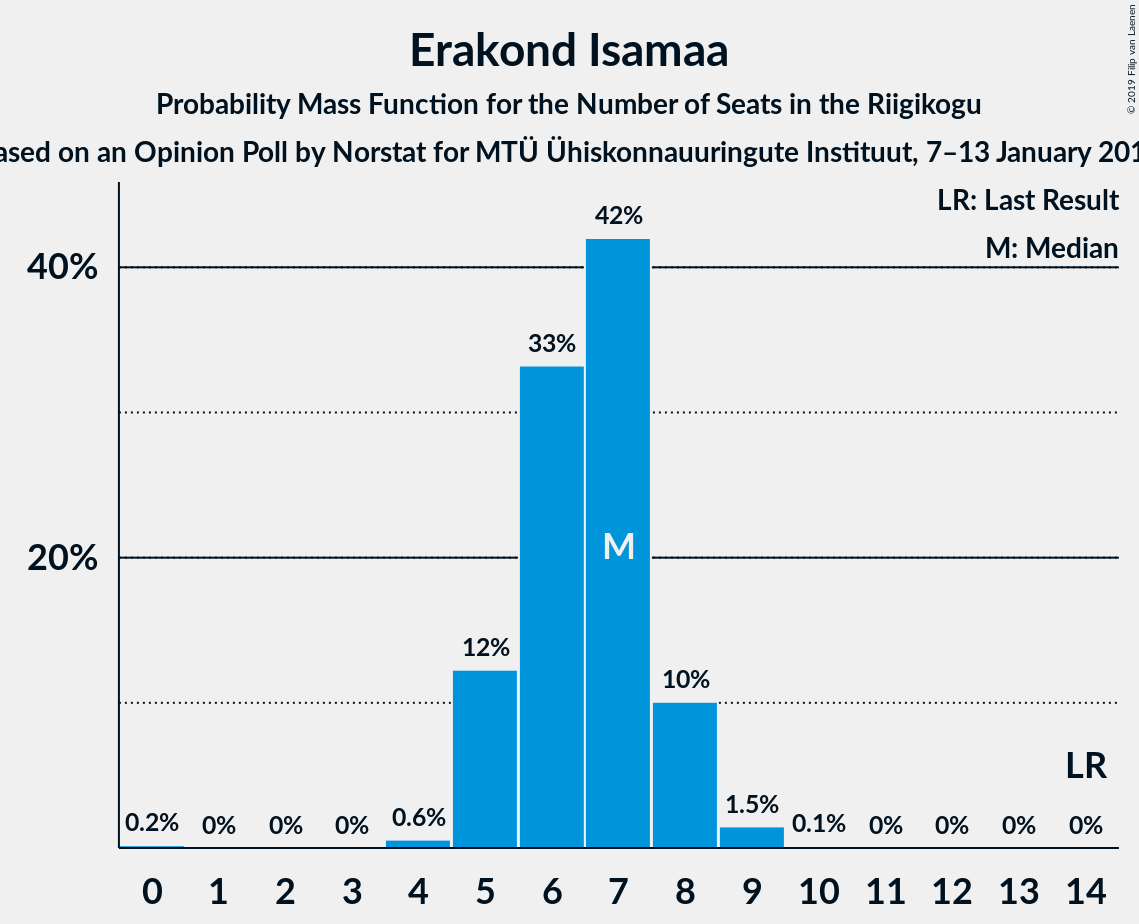 © 2019 Filip van Laenen
Erakond Isamaa
Probability Mass Function for the Number of Seats in the Riigikogu
ased on an Opinion Poll by Norstat for MTÜ Ühiskonnauuringute Instituut, 7–13 January 201
LR: Last Result
M: Median
42%
40%
33%
20%
M
12%
10%
LR
0.2% 0% 0% 0% 0.6% 1.5% 0.1% 0% 0% 0% 0%
0 1 2 3 4 5 6 7 8 9 10 11 12 13 14